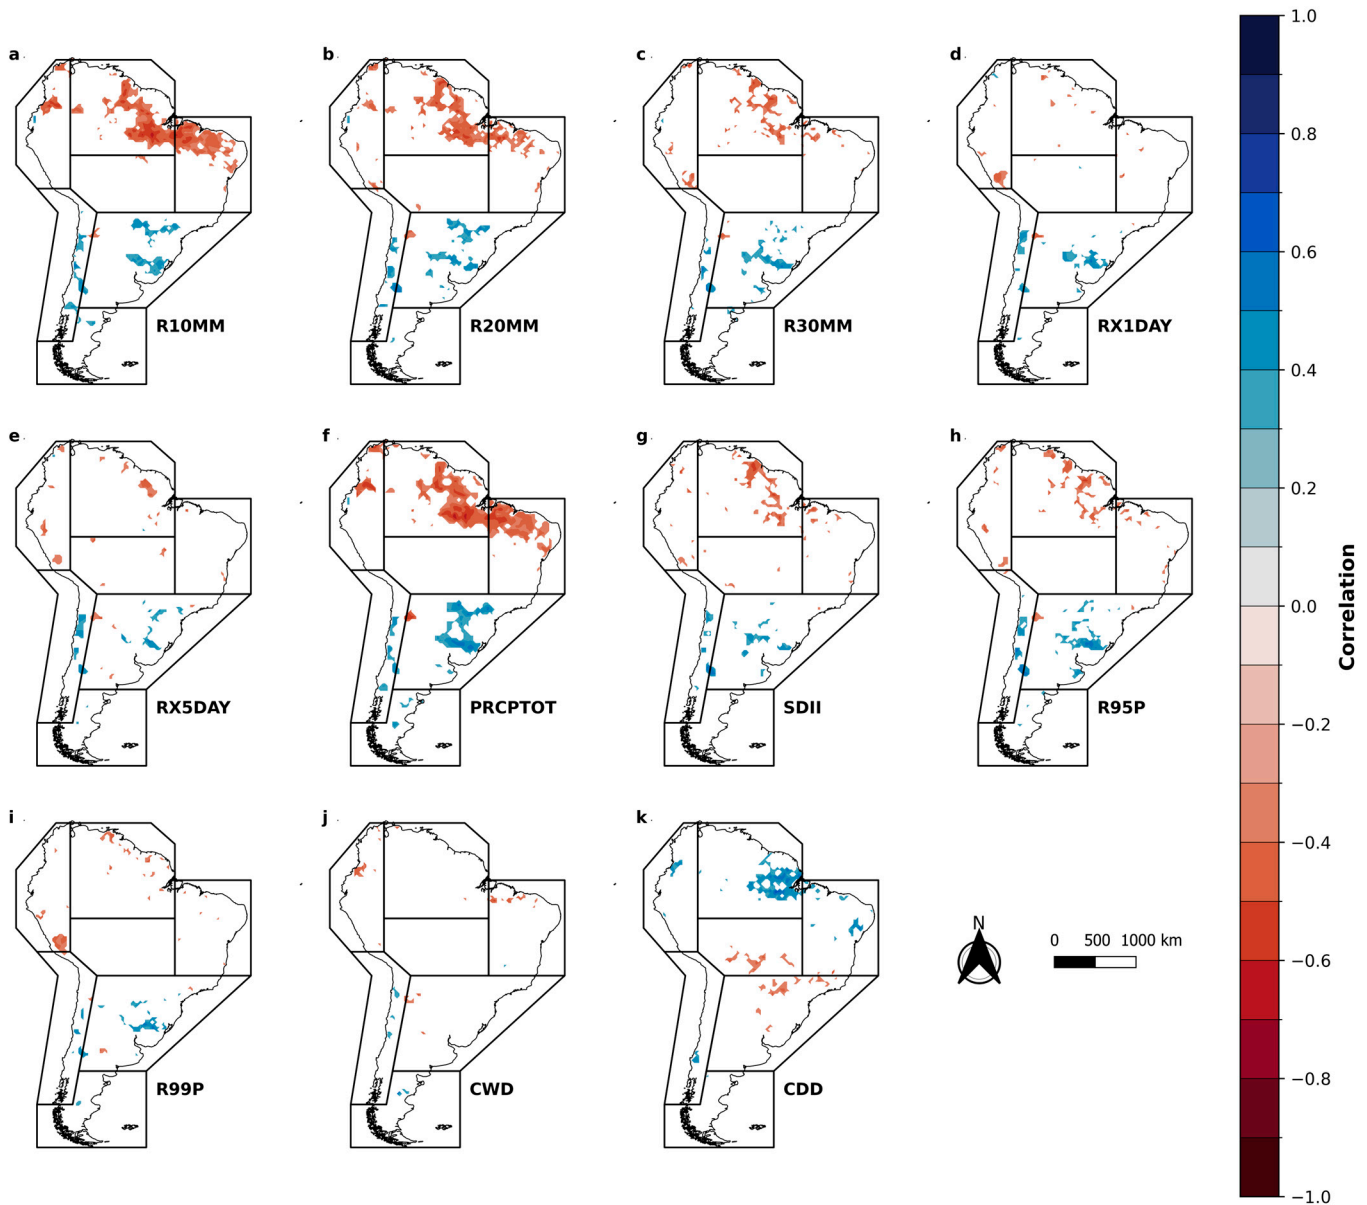 a
b
c
d
R10MM
R20MM
R30MM
RX1DAY
e
f
g
h
RX5DAY
PRCPTOT
SDII
R95P
i
j
k
R99P
CWD
CDD
N
0 500 1000 km
1.0
0.8
0.6
0.4
0.2
0.0
−0.2
−0.4
−0.6
−0.8
−1.0
Correlation